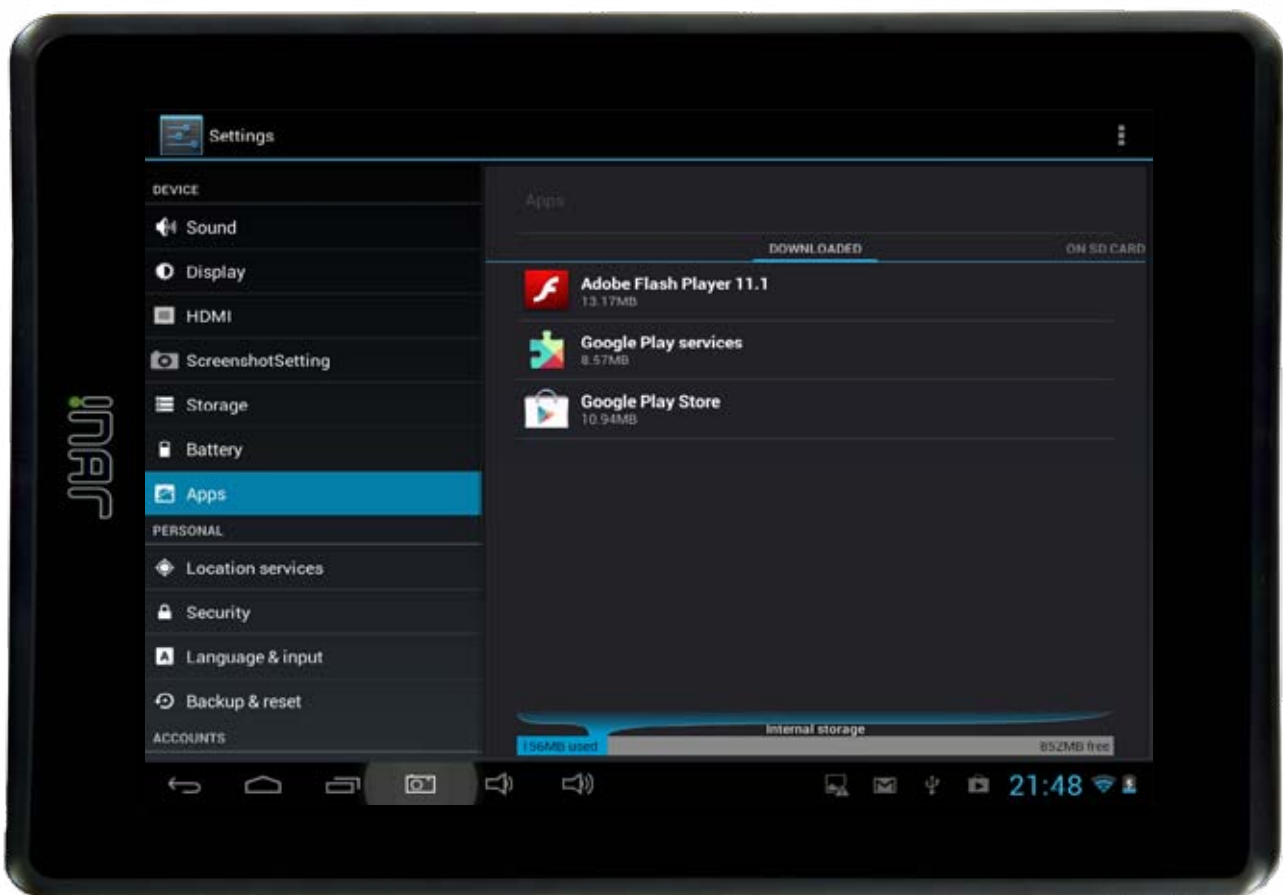 inar
Settings
DEVICE
Sound
Display
HDMI
ScreenshotSetting
Storage
Battery
Apps
PERSONAL
Location services
Security
Language & input
Backup & reset
ACCOUNTS
Apps
DOWNLOADED
ON SD CARD
Adobe Flash Player 11.1
13.17MB
Google Play services
8.57MB
Google Play Store
10.94MB
Internal storage
156MB used
852MB free
21:48